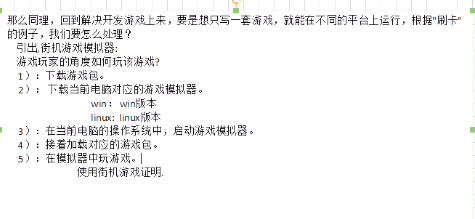 那么同理，回到解决开发游戏上来，要是想只写一套游戏，就能在不同的平台上运行，根据"刷卡"
的例子，我们要怎么处理？
引出,街机模拟器:
游戏玩家的角度如何玩该游戏?
1）：下载游戏包。
2）： 下载当前电脑对应的游戏模拟器。
win： win版本
linux: linux版本
3）：在当前电脑的操作系统中，启动游戏模拟器。
4）：接着加载对应的游戏包。
5）：在模拟器中玩游戏。
使用街机游戏证明.